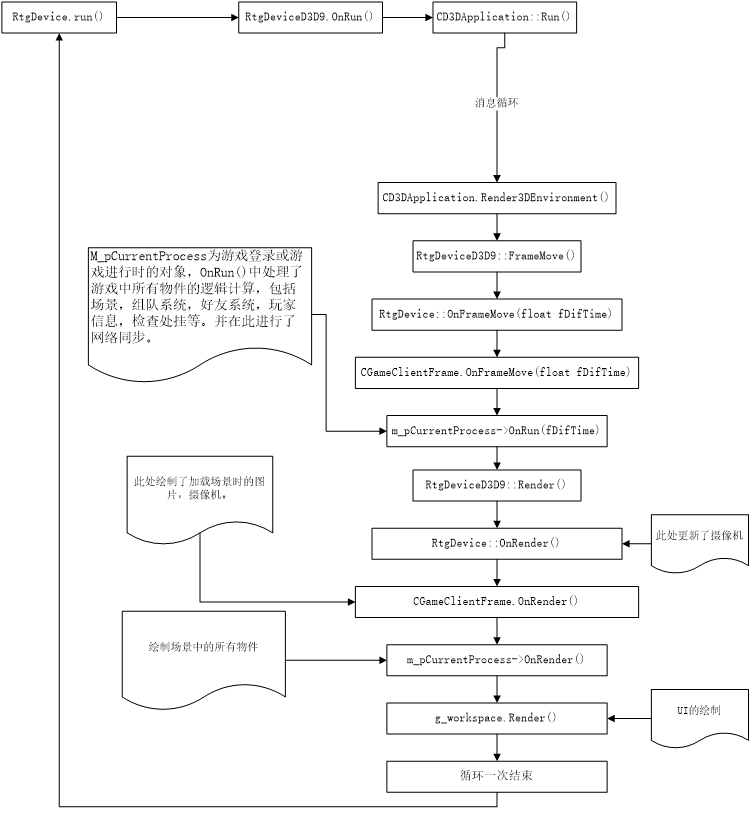 RtgDevice.run()
RtgDeviceD3D9.OnRun()
CD3DApplication::Run()
消息循环
CD3DApplication.Render3DEnvironment()
RtgDeviceD3D9::FrameMove()
M_pCurrentProcess为游戏登录或游
戏进行时的对象，OnRun()中处理了
游戏中所有物件的逻辑计算，包括
场景，组队系统，好友系统，玩家
信息，检查处挂等。并在此进行了
网络同步。
RtgDevice::OnFrameMove(float fDifTime)
CGameClientFrame.OnFrameMove(float fDifTime)
m_pCurrentProcess->OnRun(fDifTime)
此处绘制了加载场景时的图
片，摄像机。
RtgDeviceD3D9::Render()
RtgDevice::OnRender()
此处更新了摄像机
CGameClientFrame.OnRender()
绘制场景中的所有物件
m_pCurrentProcess->OnRender()
g_workspace.Render()
UI的绘制
循环一次结束